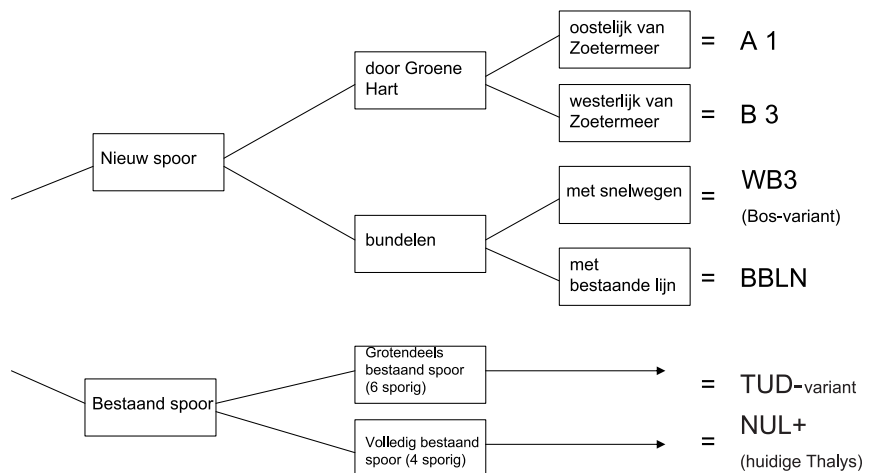 oostelijk van
Zoetermeer
= A 1
door Groene
Hart
westerlijk van
Zoetermeer
= B 3
Nieuw spoor
met snelwegen
= WB3
(Bos-variant)
bundelen
met
bestaande lijn
= BBLN
Grotendeels
bestaand spoor
(6 sporig)
= TUD-variant
Bestaand spoor
Volledig bestaand
spoor (4 sporig)
= NUL+
(huidige Thalys)